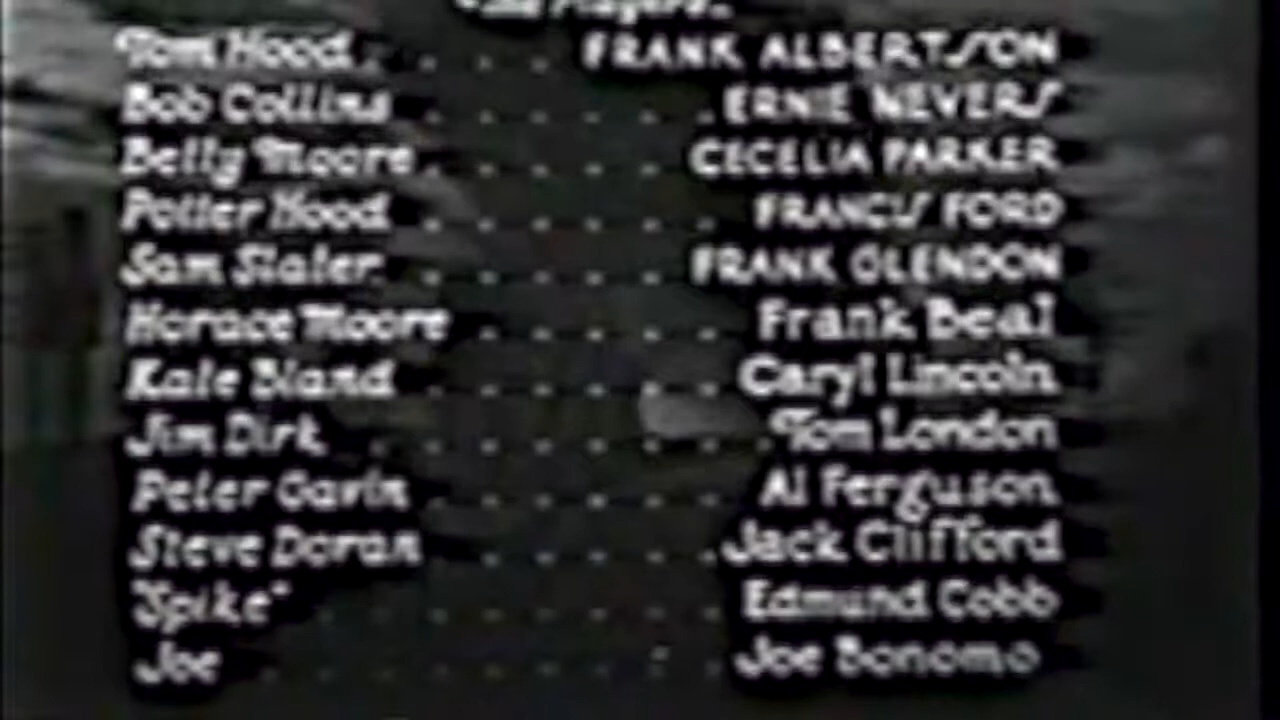 The Players
Tom Hood . . . . FRANK ALBERTSON
Bob Collins . . . . . . ERNIE NEVERS
Betty Moore . . . . . CECELIA PARKER
Potter Hood . . . . . . FRANCIS FORD
Sam Slater . . . . . FRANK GLENDON
Horace Moore . . . . . Frank Beal
Kate Bland . . . . . . Caryl Lincoln
Jim Dirk . . . . . . . . Tom London
Peter Gavin . . . . . . Al Ferguson
Steve Doran . . . . . Jack Clifford
"Spike" . . . . . . . . Edmund Cobb
Joe . . . . . . . . . Joe Bonomo